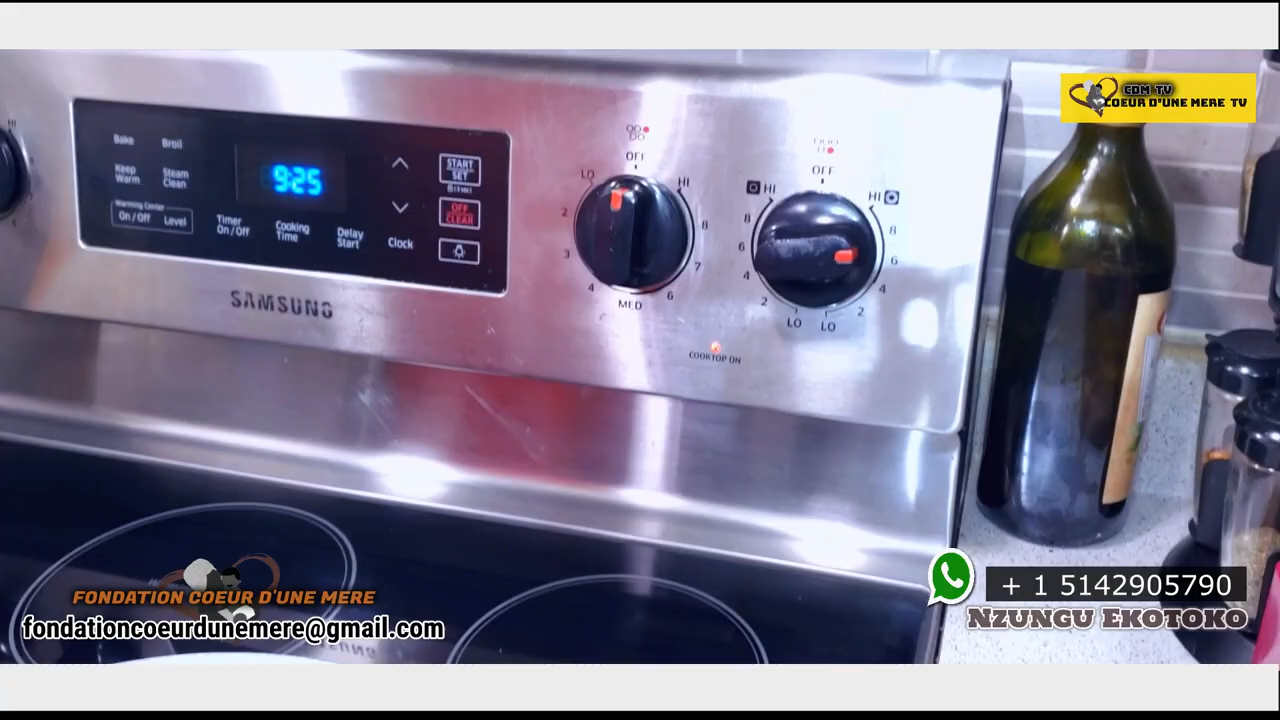 CDM TV
COEUR D'UNE MERE TV
HI
Bake
Broil
Keep Warm
Steam Clean
Warming Center
On/Off
Level
9:25
Timer On/Off
Cooking Time
Delay Start
Clock
START
SET
OFF
CLEAR
SAMSUNG
OFF
LO
HI
2
8
3
7
4
6
MED
OFF
HI
HI
8
8
6
6
4
4
2
2
LO
LO
COOKTOP ON
FONDATION COEUR D'UNE MERE
fondationcoeurdunemere@gmail.com
+ 1 5142905790
NZUNGU EKOTOKO